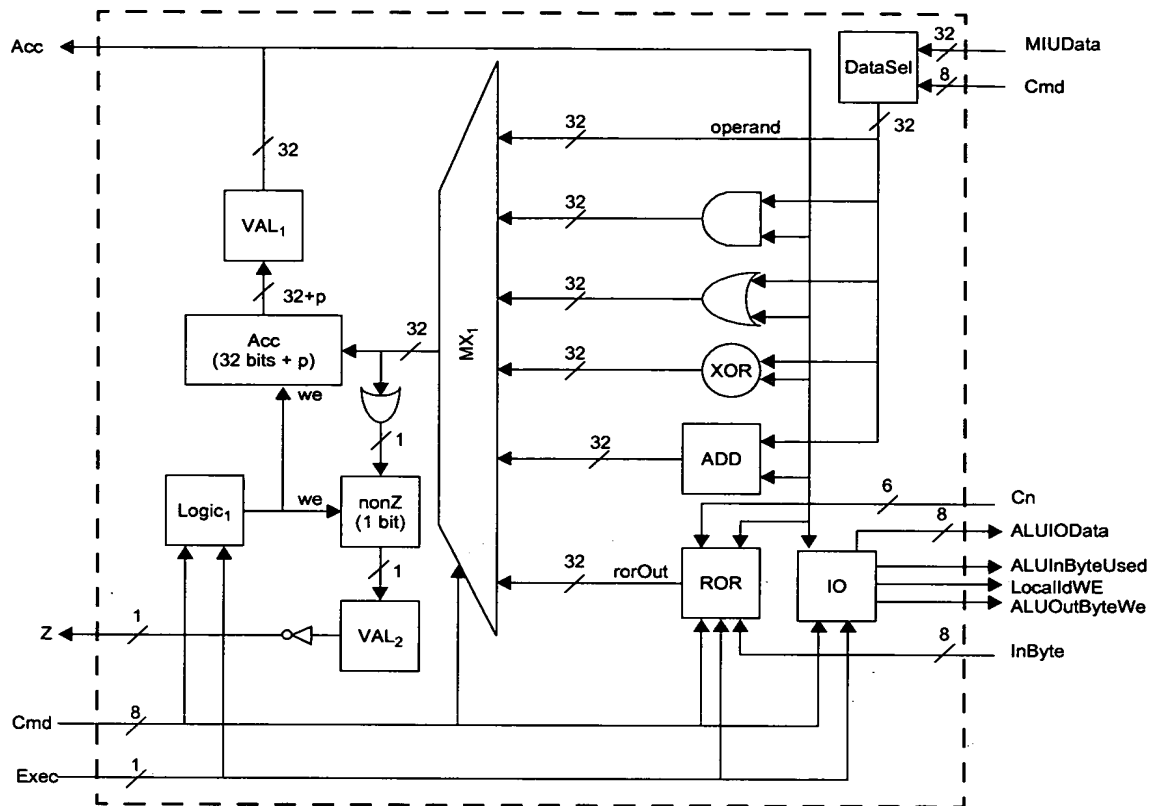 Acc
32
MIUData
DataSel
8
Cmd
32
32
operand
32
VAL₁
32
32+p
Acc
(32 bits + p)
we
32
MX₁
32
32
XOR
1
32
ADD
Logic₁
we
nonZ
(1 bit)
6
Cn
8
ALUIOData
1
32
rorOut
ROR
IO
ALUInByteUsed
LocalIdWE
ALUOutByteWe
Z
1
VAL₂
8
InByte
Cmd
8
Exec
1